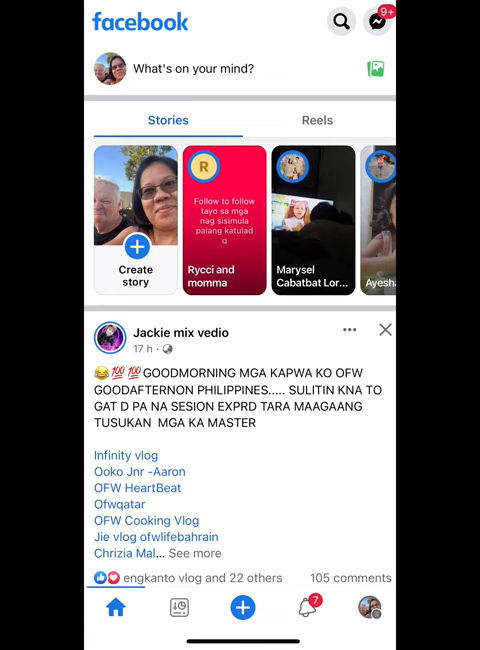 facebook
9+
What's on your mind?
Stories
Reels
Create
story
R
Follow to follow
tayo sa mga
nag sisimula
palang katulad
q
Rycci and
momma
Marysel
Cabatbat Lor...
Ayesh
Jackie mix vedio
17 h ·
😂💯💯GOODMORNING MGA KAPWA KO OFW
GOODAFTERNON PHILIPPINES..... SULITIN KNA TO
GAT D PA NA SESION EXPRD TARA MAAGAANG
TUSUKAN MGA KA MASTER
Infinity vlog
Ooko Jnr -Aaron
OFW HeartBeat
Ofwqatar
OFW Cooking Vlog
Jie vlog ofwlifebahrain
Chrizia Mal... See more
engkanto vlog and 22 others
105 comments
7